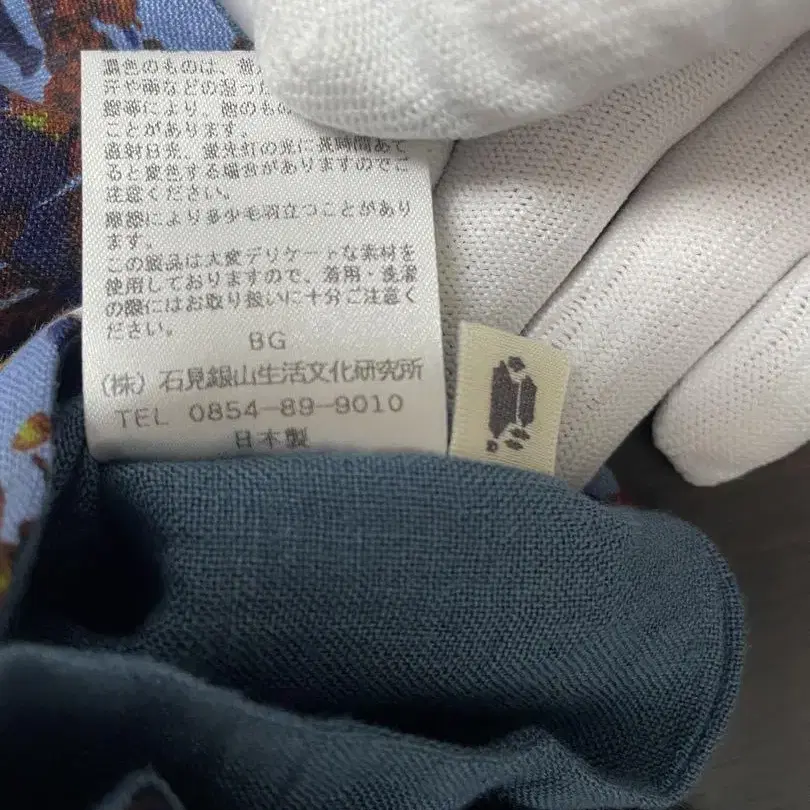 濃色のものは、
汗や雨などの湿った
摩擦により、他のもの
ことがあります。
直射日光、蛍光灯の光に長時間あて
ると変色する場合がありますのでご
注意ください。
摩擦により多少毛羽立つことがあり
ます。
この製品は大変デリケートな素材を
使用しておりますので、着用・洗濯
の際にはお取り扱いに十分ご注意く
ださい。
BG
(株) 石見銀山生活文化研究所
TEL 0854-89-9010
日本製